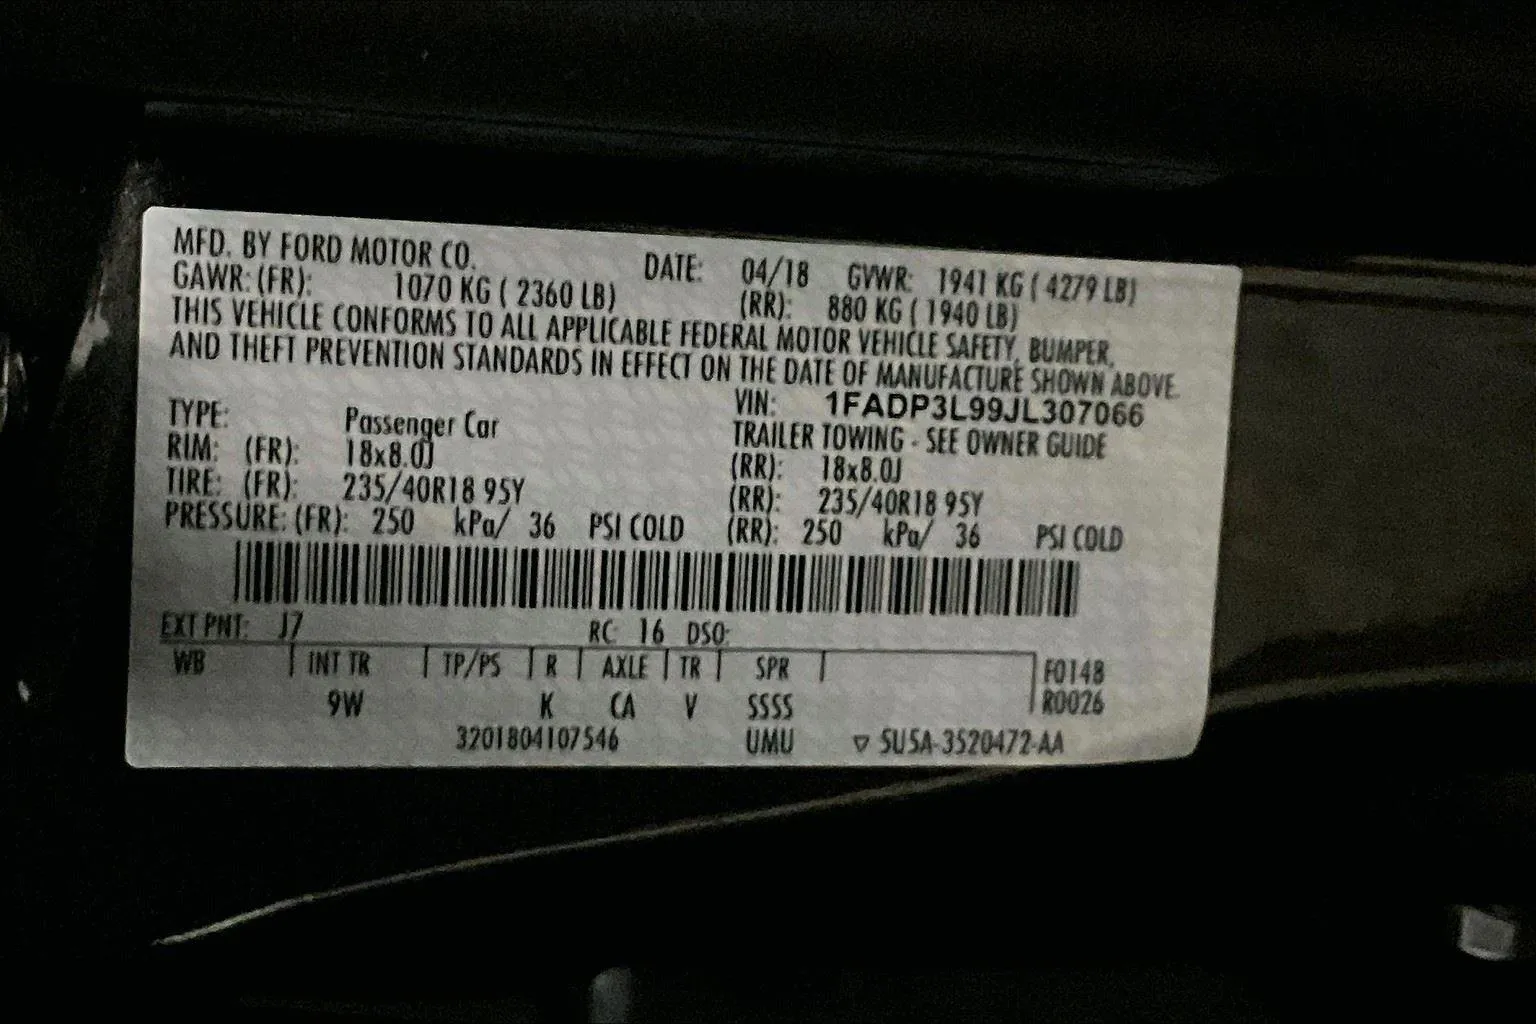 MFD. BY FORD MOTOR CO. DATE: 04/18 GVWR: 1941 KG ( 4279 LB)
GAWR: (FR): 1070 KG ( 2360 LB) (RR): 880 KG ( 1940 LB)
THIS VEHICLE CONFORMS TO ALL APPLICABLE FEDERAL MOTOR VEHICLE SAFETY, BUMPER,
AND THEFT PREVENTION STANDARDS IN EFFECT ON THE DATE OF MANUFACTURE SHOWN ABOVE.
VIN: 1FADP3L99JL307066
TYPE: Passenger Car TRAILER TOWING - SEE OWNER GUIDE
RIM: (FR): 18x8.0J (RR): 18x8.0J
TIRE: (FR): 235/40R18 95Y (RR): 235/40R18 95Y
PRESSURE: (FR): 250 kPa/ 36 PSI COLD (RR): 250 kPa/ 36 PSI COLD
EXT PNT: J7 RC: 16 DSO:
WB | INT TR | TP/PS | R | AXLE | TR | SPR | F0148
9W K CA V SSSS R0026
3201804107546 UMU ▽ 5U5A-3520472-AA